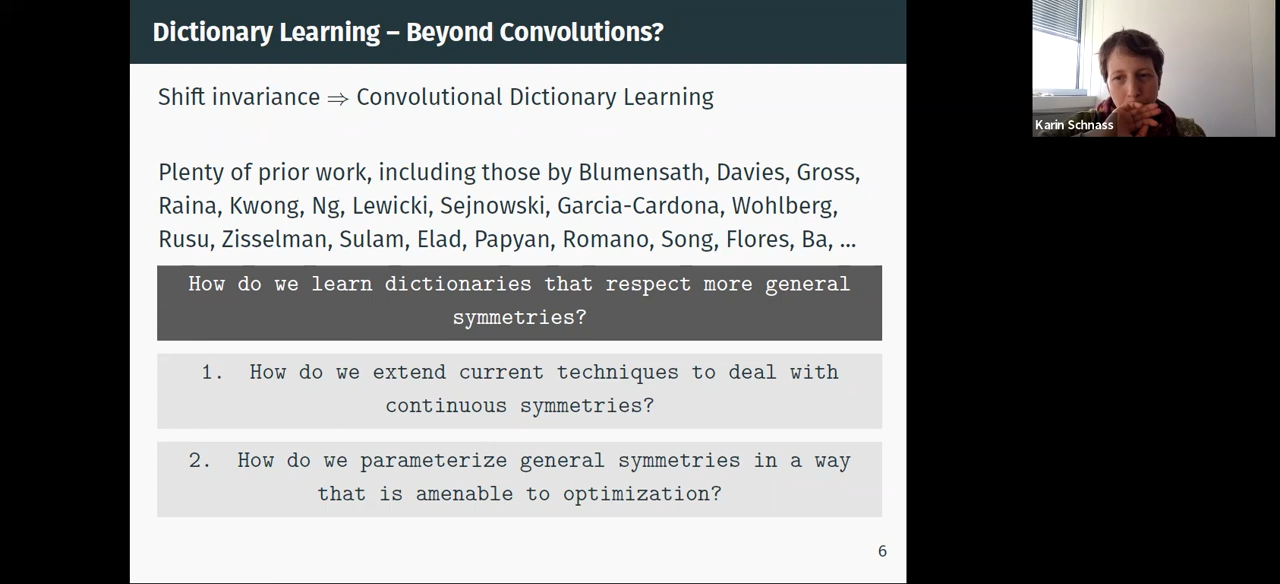 Dictionary Learning – Beyond Convolutions?
Shift invariance ⇒ Convolutional Dictionary Learning
Plenty of prior work, including those by Blumensath, Davies, Gross,
Raina, Kwong, Ng, Lewicki, Sejnowski, Garcia-Cardona, Wohlberg,
Rusu, Zisselman, Sulam, Elad, Papyan, Romano, Song, Flores, Ba, ...
How do we learn dictionaries that respect more general
symmetries?
1. How do we extend current techniques to deal with
continuous symmetries?
2. How do we parameterize general symmetries in a way
that is amenable to optimization?
6
Karin Schnass